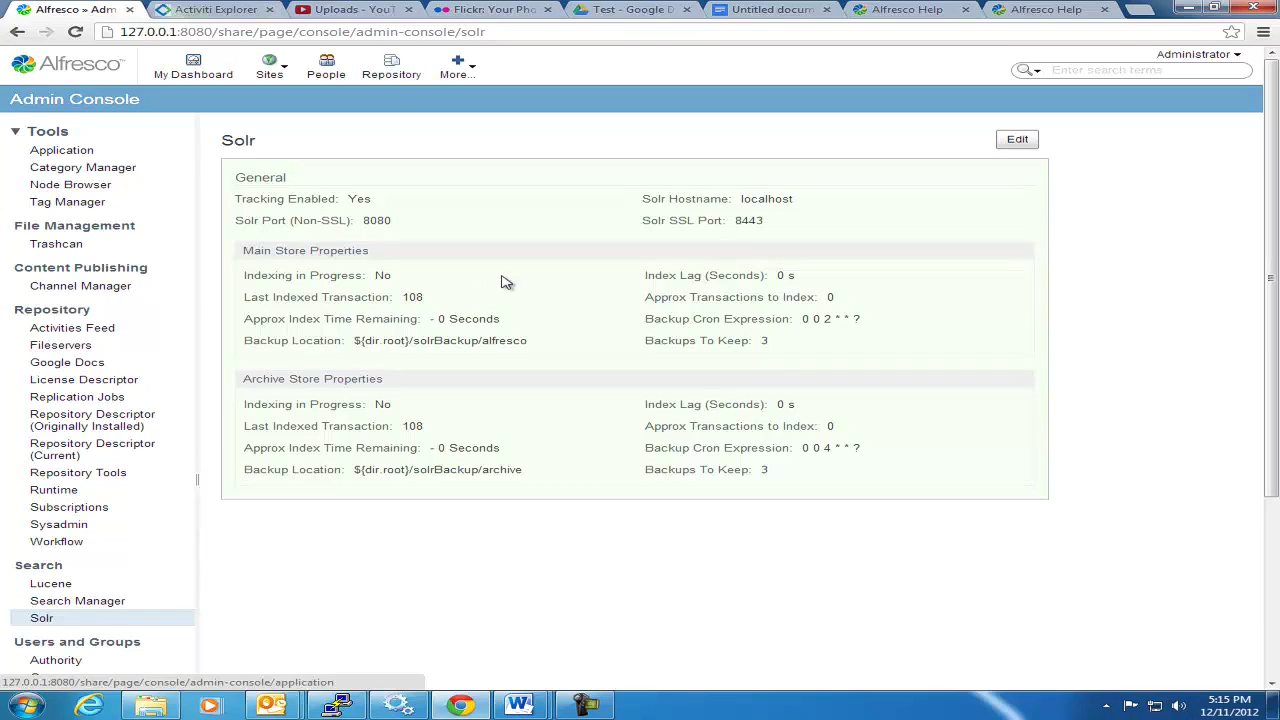 Alfresco » Adm
Activiti Explorer
Uploads - YouT
Flickr: Your Pho
Test - Google D
Untitled docum
Alfresco Help
Alfresco Help
127.0.0.1:8080/share/page/console/admin-console/solr
Alfresco™
My Dashboard
Sites
People
Repository
More...
Administrator
Enter search terms
Admin Console
Tools
Application
Category Manager
Node Browser
Tag Manager
File Management
Trashcan
Content Publishing
Channel Manager
Repository
Activities Feed
Fileservers
Google Docs
License Descriptor
Replication Jobs
Repository Descriptor
(Originally Installed)
Repository Descriptor
(Current)
Repository Tools
Runtime
Subscriptions
Sysadmin
Workflow
Search
Lucene
Search Manager
Solr
Users and Groups
Authority
Solr
Edit
General
Tracking Enabled: Yes
Solr Hostname: localhost
Solr Port (Non-SSL): 8080
Solr SSL Port: 8443
Main Store Properties
Indexing in Progress: No
Index Lag (Seconds): 0 s
Last Indexed Transaction: 108
Approx Transactions to Index: 0
Approx Index Time Remaining: - 0 Seconds
Backup Cron Expression: 0 0 2 * * ?
Backup Location: ${dir.root}/solrBackup/alfresco
Backups To Keep: 3
Archive Store Properties
Indexing in Progress: No
Index Lag (Seconds): 0 s
Last Indexed Transaction: 108
Approx Transactions to Index: 0
Approx Index Time Remaining: - 0 Seconds
Backup Cron Expression: 0 0 4 * * ?
Backup Location: ${dir.root}/solrBackup/archive
Backups To Keep: 3
127.0.0.1:8080/share/page/console/admin-console/application
5:15 PM
12/11/2012